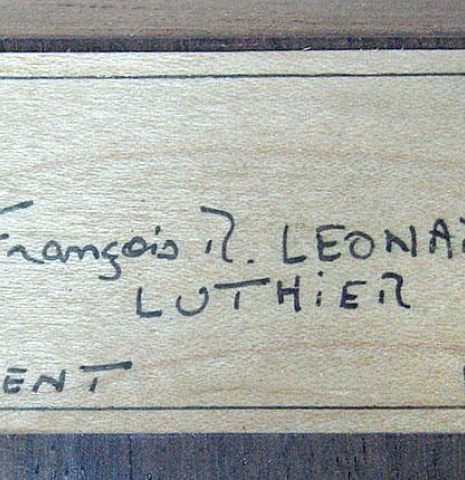 François R. LEONA
LUTHiER
ENT